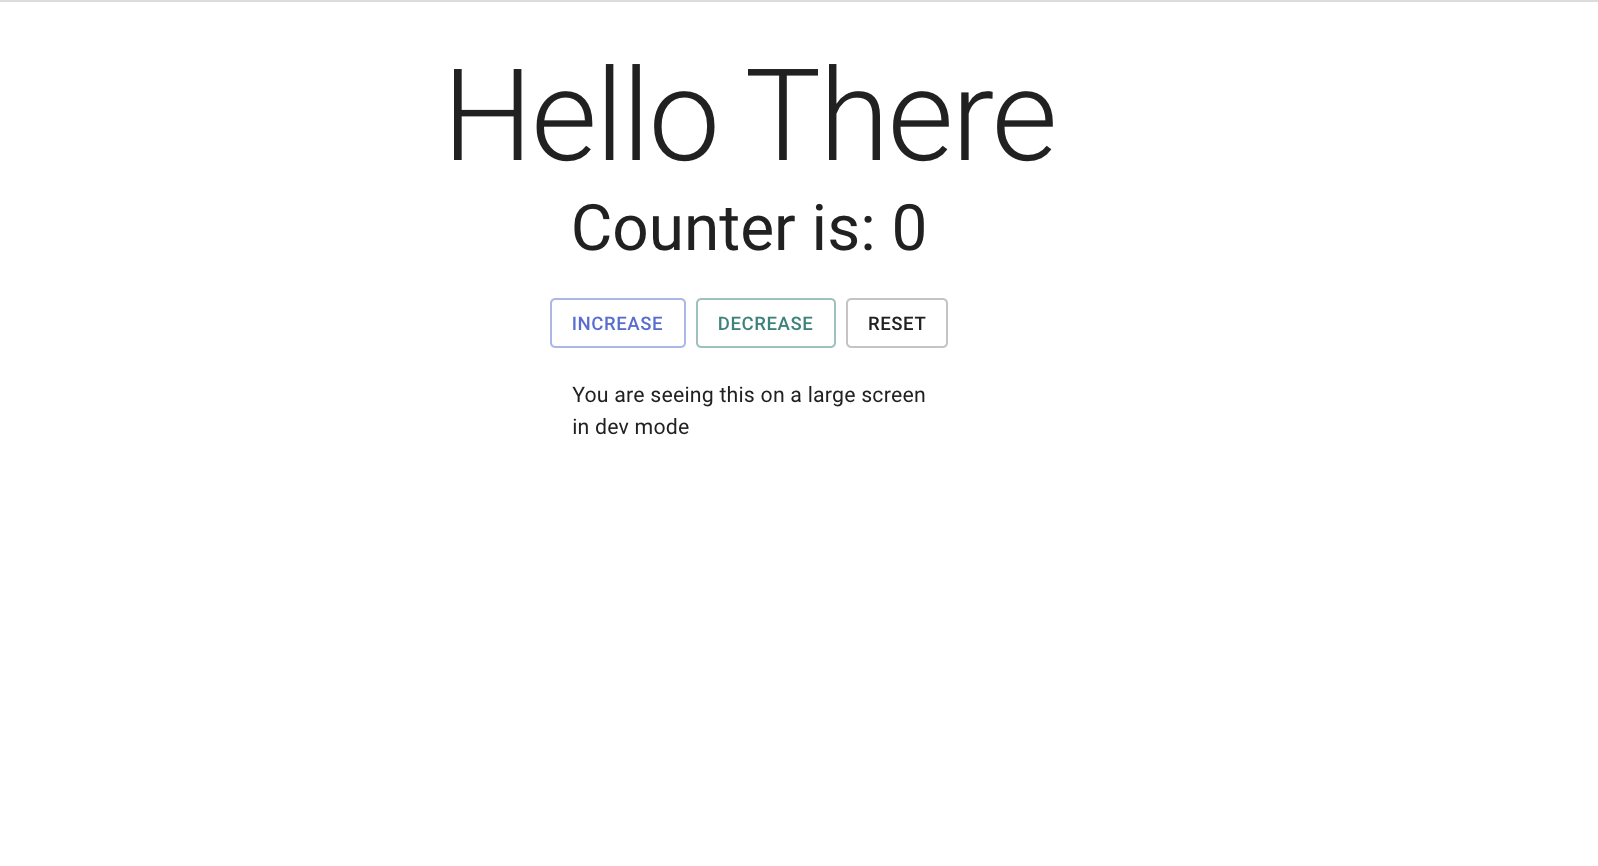 Hello There
Counter is: 0
INCREASE DECREASE RESET
You are seeing this on a large screen
in dev mode